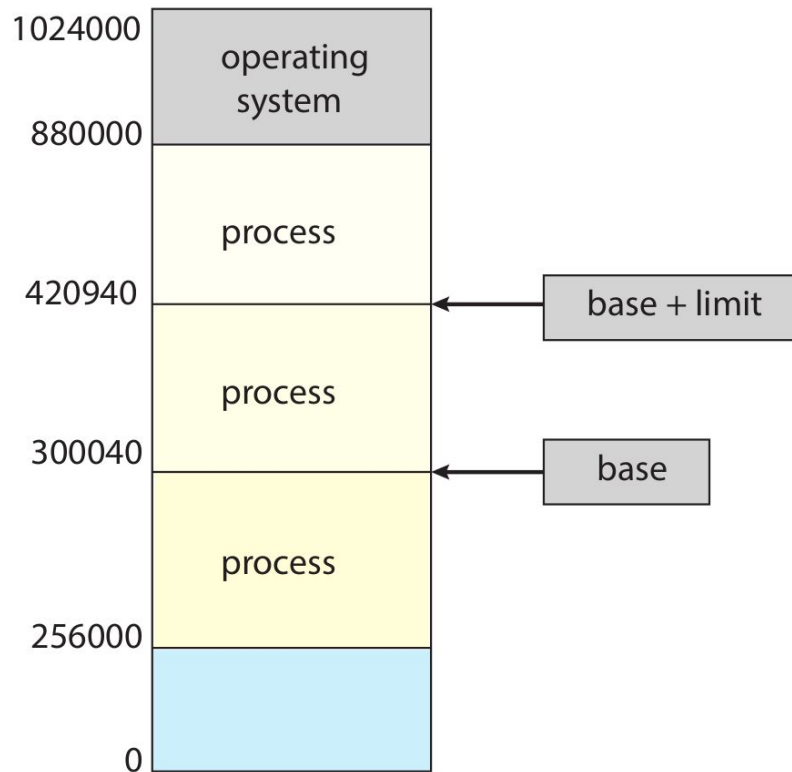 1024000
operating
system
880000
process
420940
base + limit
process
300040
base
process
256000
0